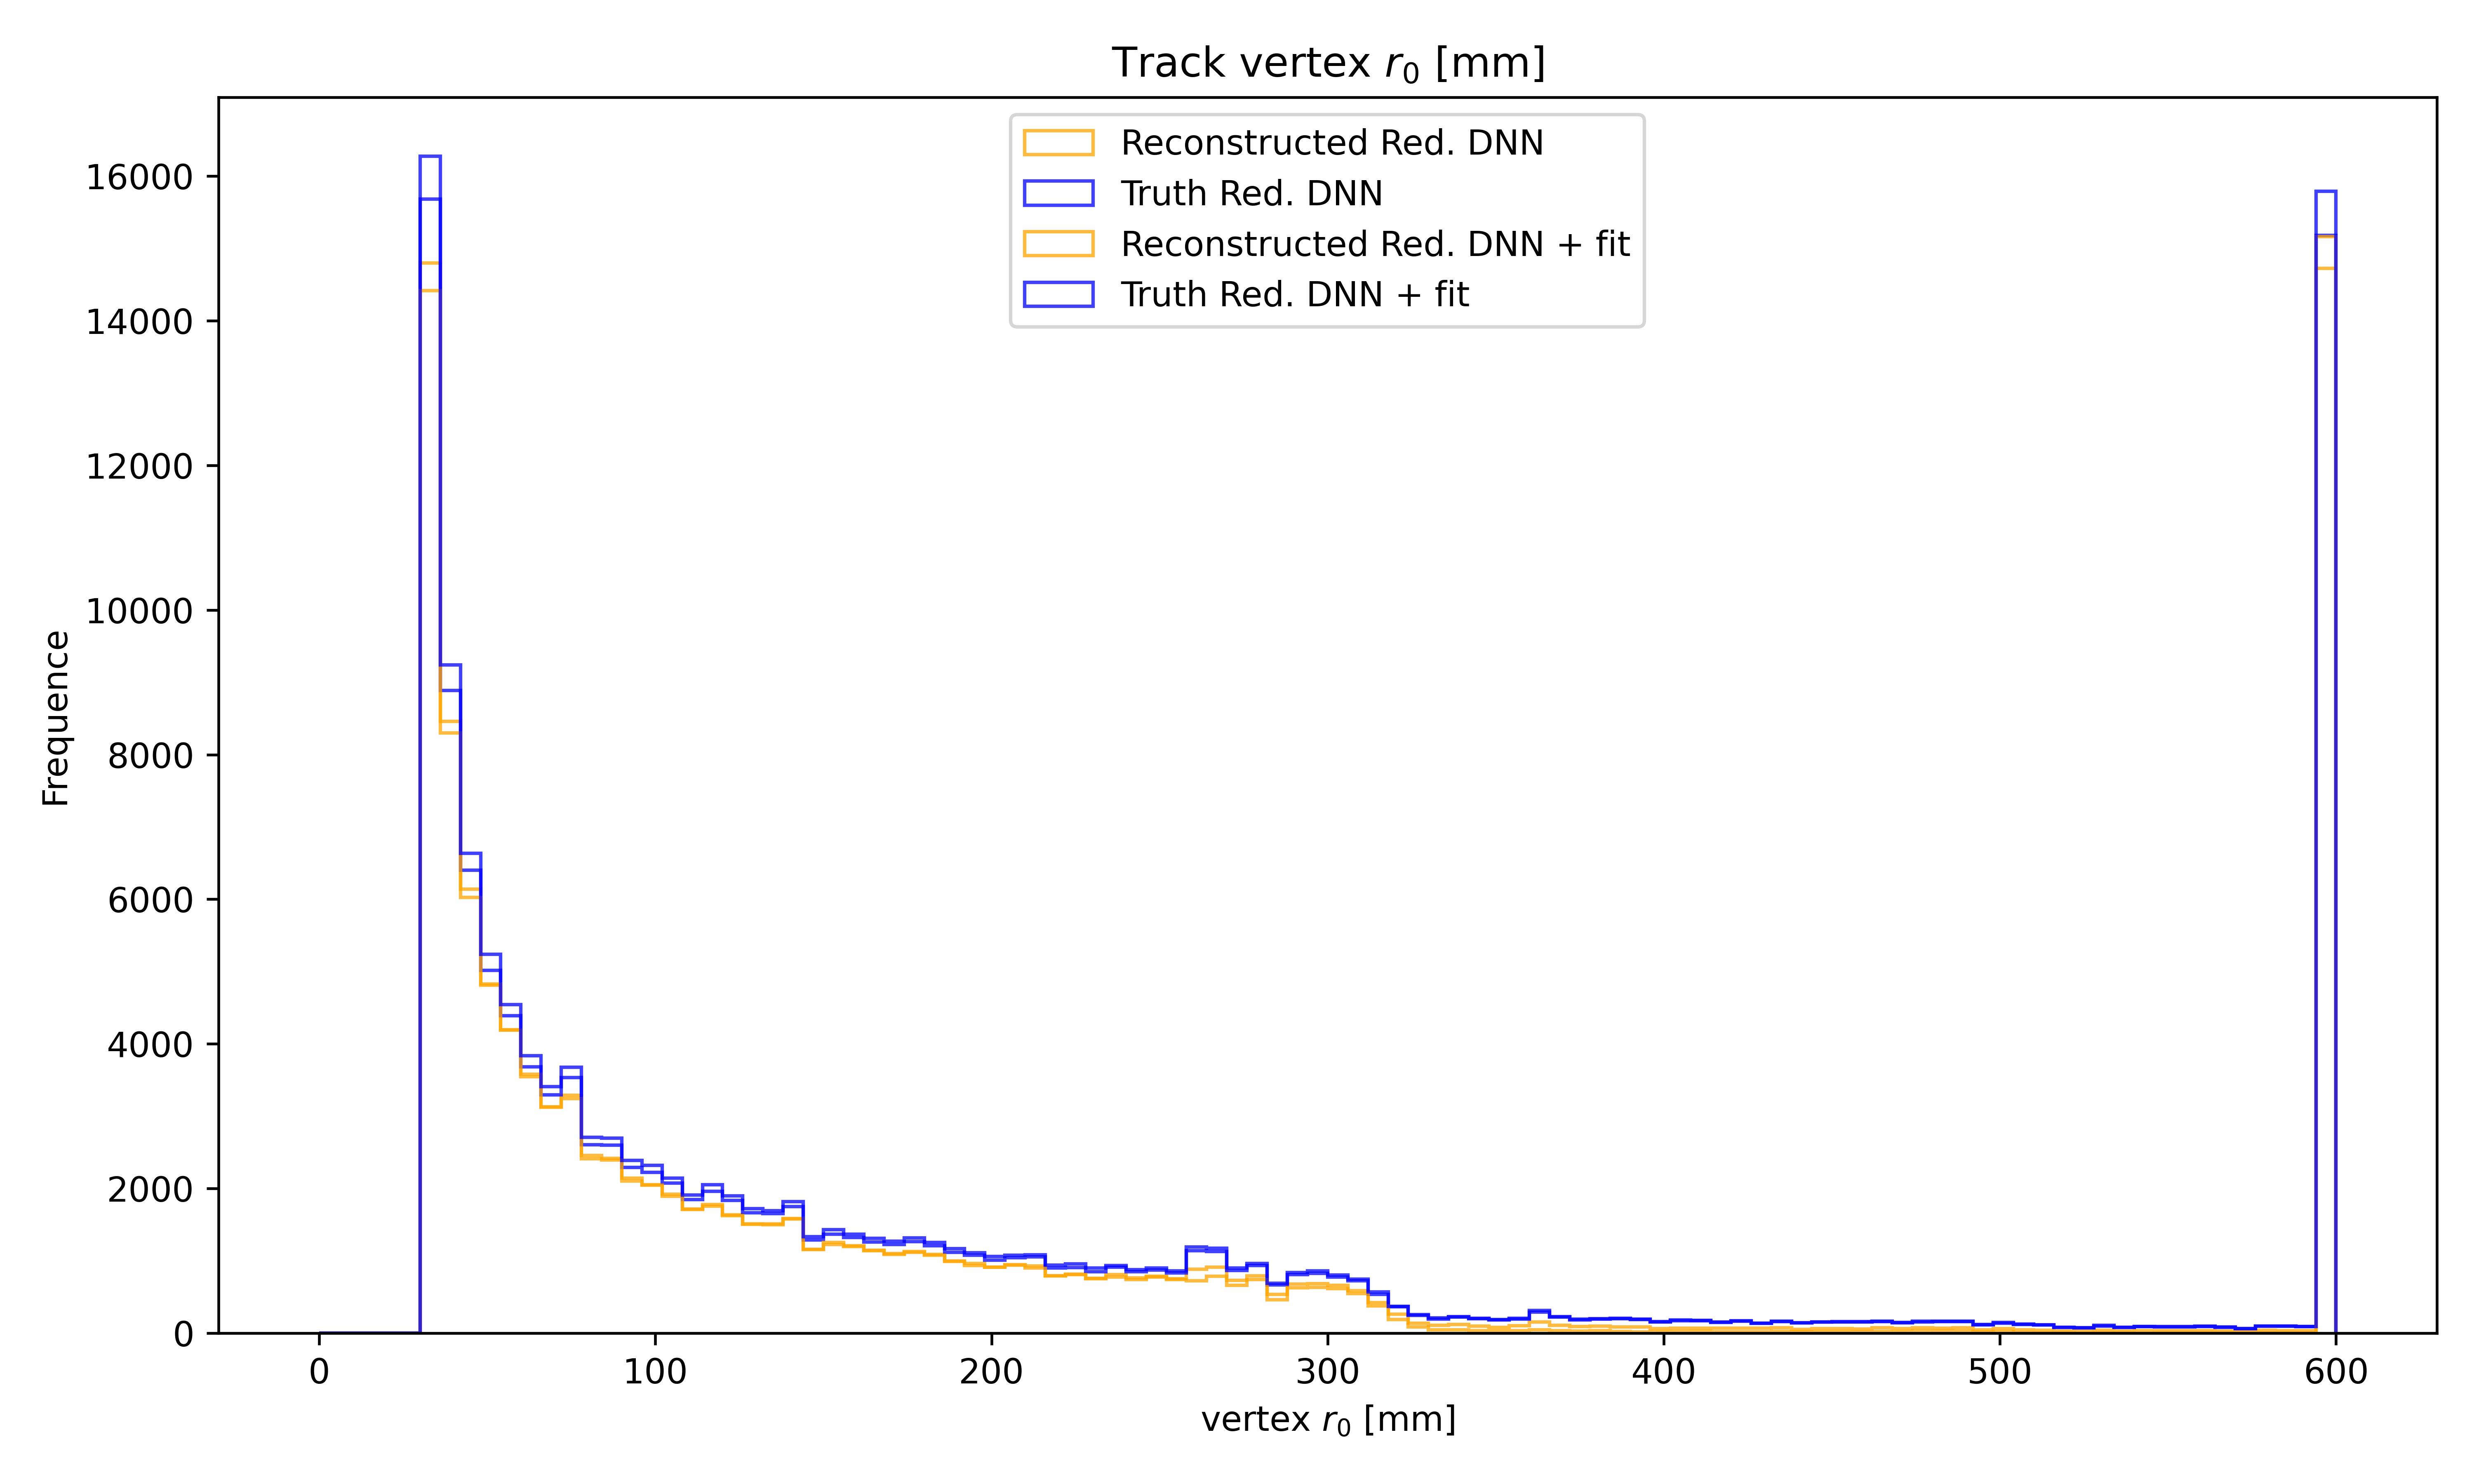 Track vertex r₀ [mm]
Reconstructed Red. DNN
Truth Red. DNN
Reconstructed Red. DNN + fit
Truth Red. DNN + fit
16000
14000
12000
10000
8000
6000
4000
2000
0
Frequence
0 100 200 300 400 500 600
vertex r₀ [mm]